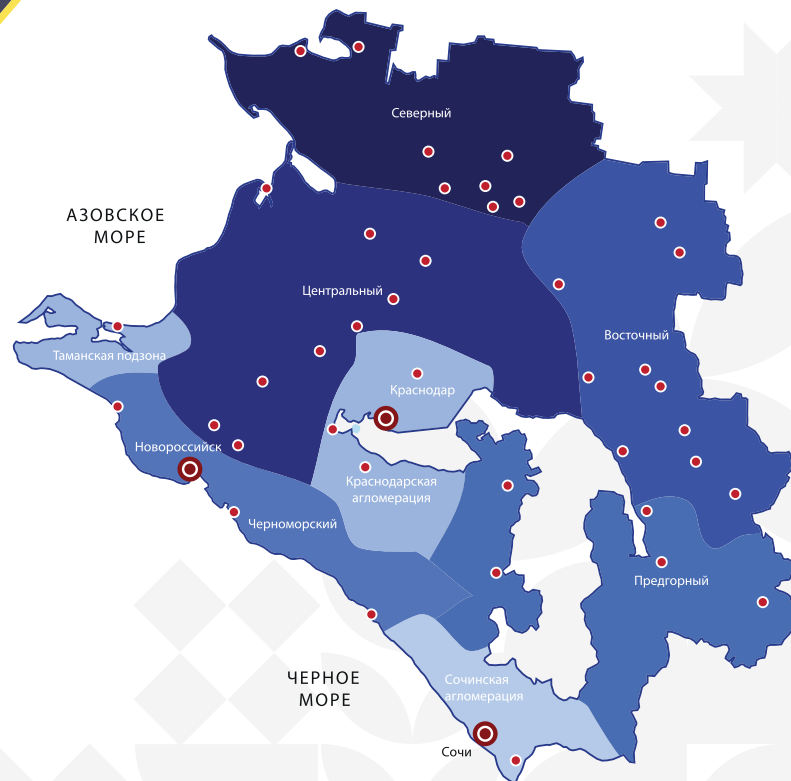 Северный
АЗОВСКОЕ
МОРЕ
Центральный
Восточный
Таманская подзона
Краснодар
Новороссийск
Краснодарская
агломерация
Черноморский
Предгорный
ЧЕРНОЕ
МОРЕ
Сочинская
агломерация
Сочи